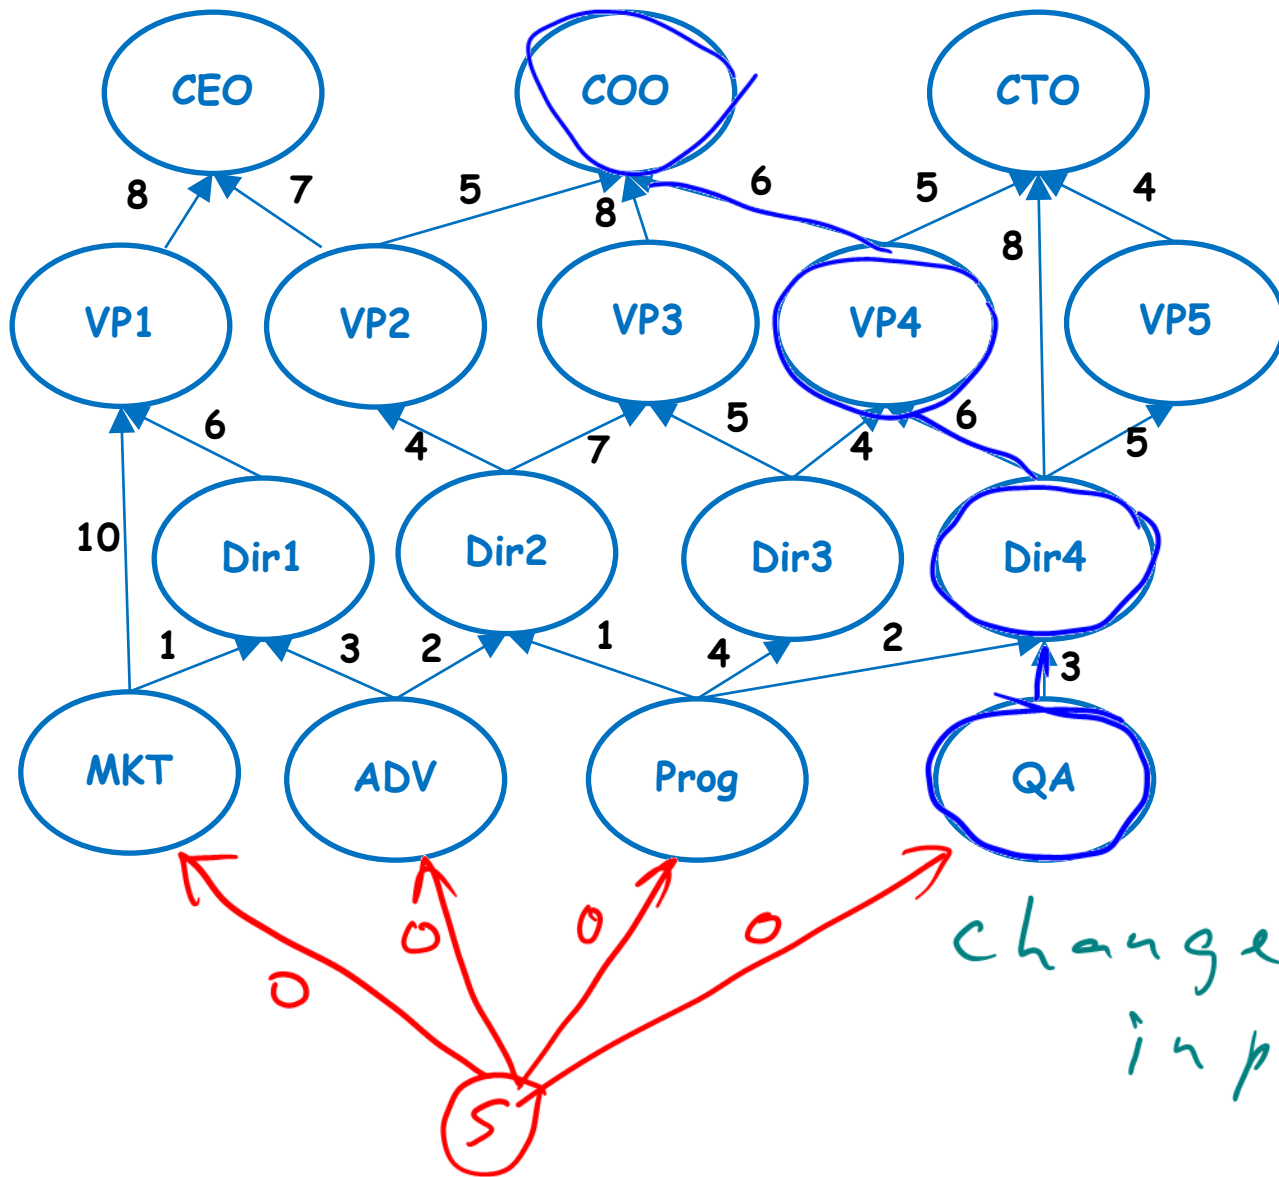 CEO COO CTO
8 7 5 8 6 5 8 4
VP1 VP2 VP3 VP4 VP5
6 4 7 5 4 6 5
10
Dir1 Dir2 Dir3 Dir4
1 3 2 1 4 2 3
MKT ADV Prog QA
0 0 0 0
change
inp
S